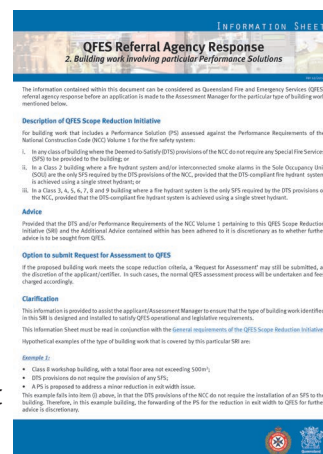 INFORMATION SHEET
QFES Referral Agency Response
2. Building work involving particular Performance Solutions
The information contained within this document can be considered as Queensland Fire and Emergency Services (QFES)
referral agency response before an application is made to the Assessment Manager for the particular type of building work
mentioned below.
Description of QFES Scope Reduction Initiative
For building work that includes a Performance Solution (PS) assessed against the Performance Requirements of the
National Construction Code (NCC) Volume 1 for the fire safety system:
i. In any class of building where the Deemed-to-Satisfy (DTS) provisions of the NCC do not require any Special Fire Services
(SFS) to be provided to the building; or
ii. In a Class 2 building where a fire hydrant system and/or interconnected smoke alarms in the Sole Occupancy Unit
(SOU) are the only SFS required by the DTS provisions of the NCC, provided that the DTS-compliant fire hydrant system
is achieved using a single street hydrant; or
iii. In a Class 3, 4, 5, 6, 7, 8 and 9 building where a fire hydrant system is the only SFS required by the DTS provisions of
the NCC, provided that the DTS-compliant fire hydrant system is achieved using a single street hydrant.
Advice
Provided that the DTS and/or Performance Requirements of the NCC Volume 1 pertaining to this QFES Scope Reduction
Initiative (SRI) and the Additional Advice contained within has been adhered to it is discretionary as to whether further
advice is to be sought from QFES.
Option to submit Request for Assessment to QFES
If the proposed building work meets the scope reduction criteria, a 'Request for Assessment' may still be submitted, at
the discretion of the applicant/certifier. In such cases, the normal QFES assessment process will be undertaken and fees
charged accordingly.
Clarification
This information is provided to assist the applicant/Assessment Manager to ensure that the type of building work identified
in this SRI is designed and installed to satisfy QFES operational and legislative requirements.
This Information Sheet must be read in conjunction with the General requirements of the QFES Scope Reduction Initiative
Hypothetical examples of the type of building work that is covered by this particular SRI are:
Example 1:
• Class 8 workshop building, with a total floor area not exceeding 500m²;
• DTS provisions do not require the provision of any SFS;
• A PS is proposed to address a minor reduction in exit width issue.
This example falls into item (i) above, in that the DTS provisions of the NCC do not require the installation of an SFS to the
building. Therefore, in this example building, the forwarding of the PS for the reduction in exit width to QFES for further
advice is discretionary.